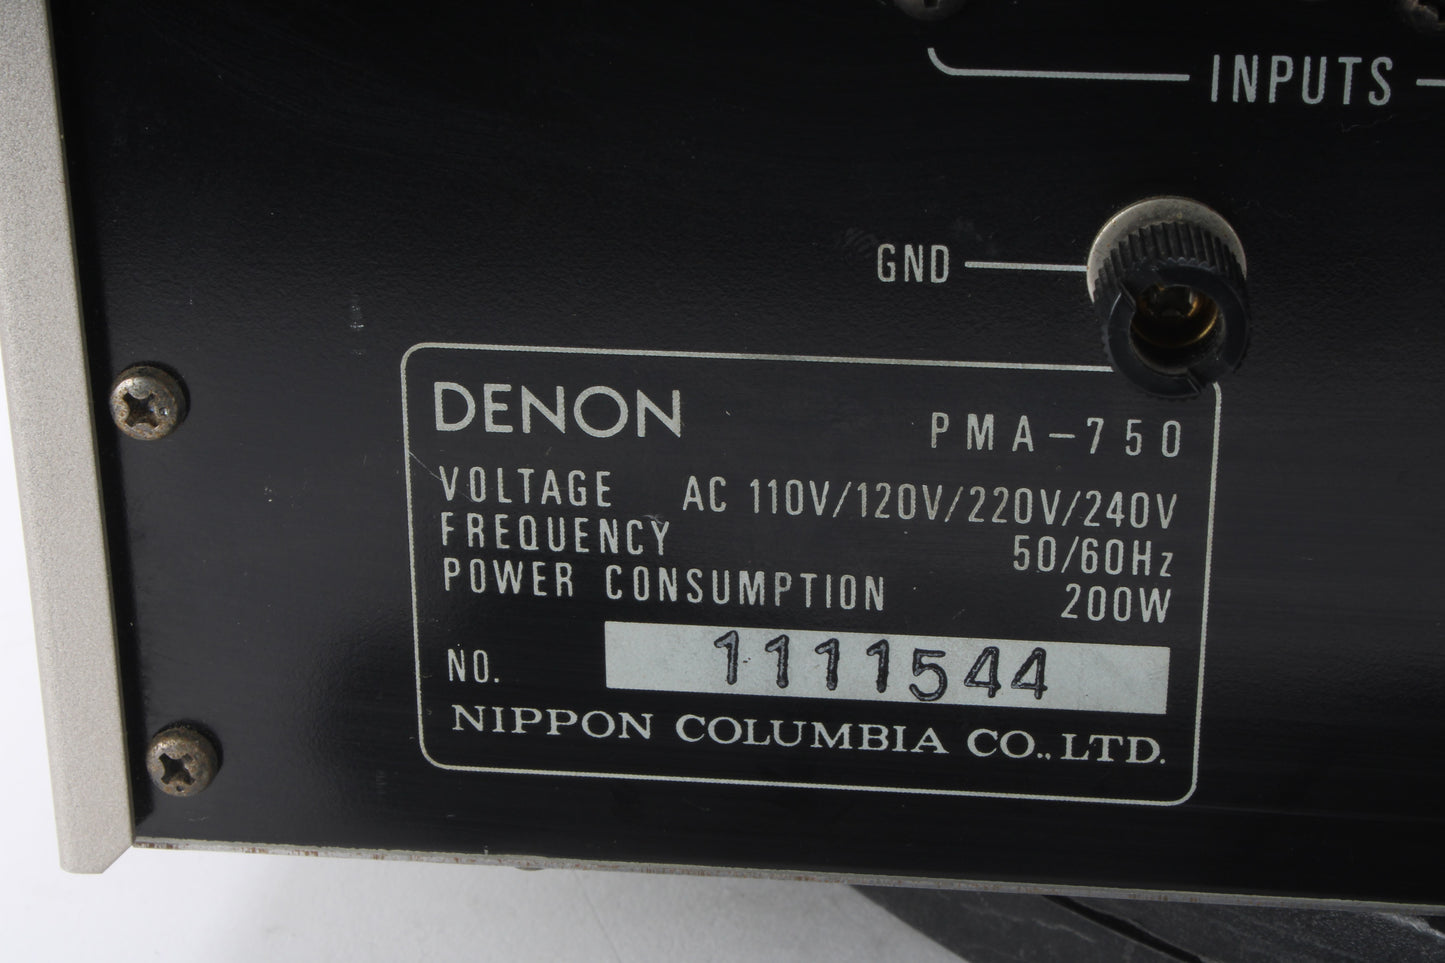 INPUTS
GND
DENON PMA-750
VOLTAGE AC 110V/120V/220V/240V
FREQUENCY 50/60Hz
POWER CONSUMPTION 200W
NO. 1111544
NIPPON COLUMBIA CO., LTD.